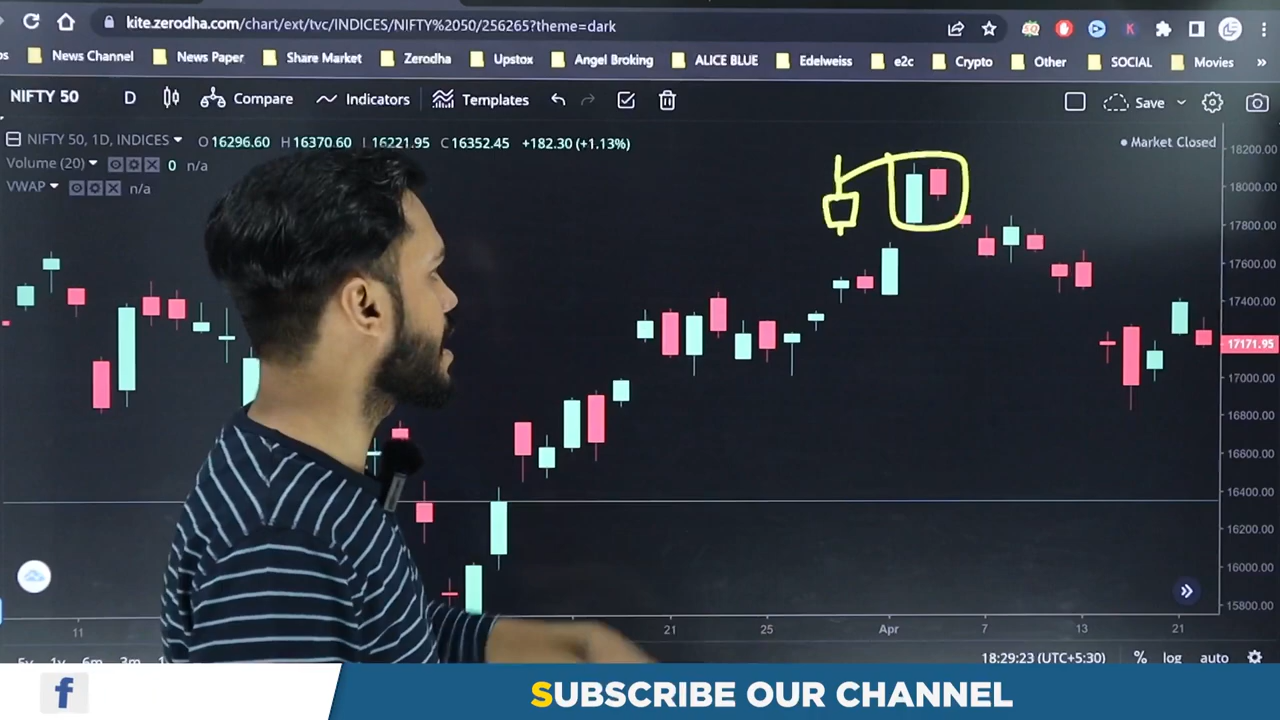 kite.zerodha.com/chart/ext/tvc/INDICES/NIFTY%2050/256265?theme=dark
News Channel News Paper Share Market Zerodha Upstox Angel Broking ALICE BLUE Edelweiss e2c Crypto Other SOCIAL Movies »
NIFTY 50 D Compare Indicators Templates Save
NIFTY 50, 1D, INDICES O 16296.60 H 16370.60 L 16221.95 C 16352.45 +182.30 (+1.13%)
Market Closed
Volume (20) 0 n/a
VWAP n/a
18200.00
18000.00
17800.00
17600.00
17400.00
17171.95
17000.00
16800.00
16600.00
16400.00
16200.00
16000.00
15800.00
11 21 25 Apr 7 13 21
5y 1y 6m 3m 18:29:23 (UTC+5:30) % log auto
f SUBSCRIBE OUR CHANNEL